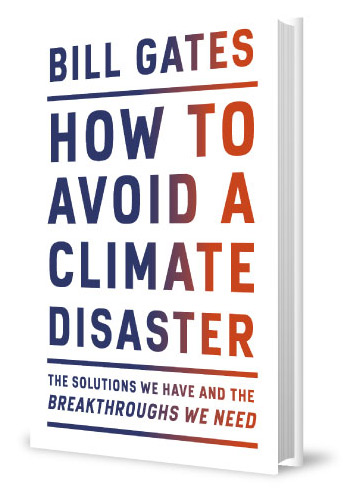 BILL GATES
HOW TO
AVOID A
CLIMATE
DISASTER
THE SOLUTIONS WE HAVE AND THE
BREAKTHROUGHS WE NEED